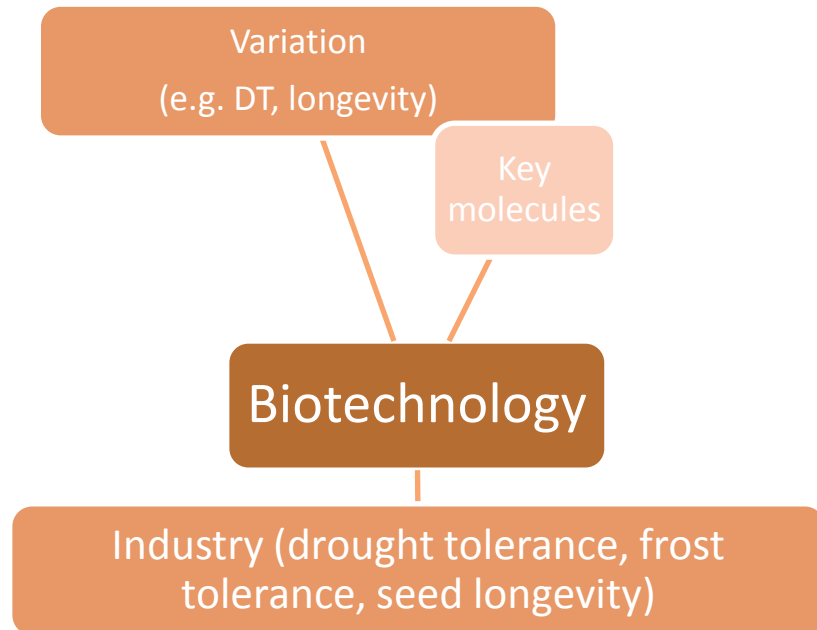 Variation
(e.g. DT, longevity)
Key
molecules
Biotechnology
Industry (drought tolerance, frost
tolerance, seed longevity)